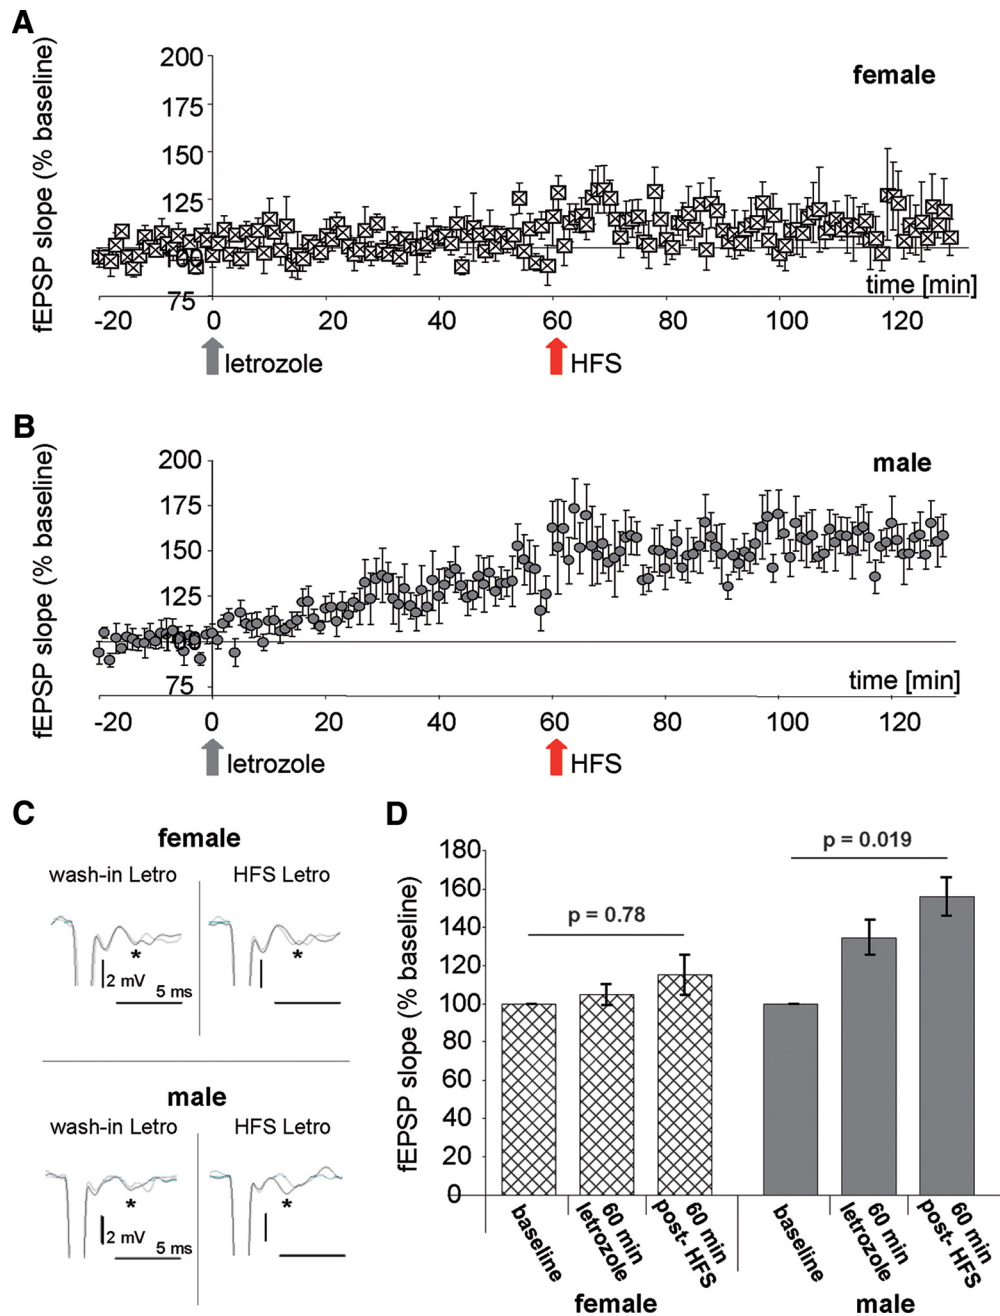 A
fEPSP slope (% baseline)
200
175
150
125
100
75
female
time [min]
-20 0 20 40 60 80 100 120
letrozole
HFS
B
fEPSP slope (% baseline)
200
175
150
125
100
75
male
time [min]
-20 0 20 40 60 80 100 120
letrozole
HFS
C
female
wash-in Letro
HFS Letro
*
*
2 mV
5 ms
male
wash-in Letro
HFS Letro
*
*
2 mV
5 ms
D
fEPSP slope (% baseline)
180
160
140
120
100
80
60
40
20
0
p = 0.78
p = 0.019
baseline
60 min
letrozole
60 min
post- HFS
baseline
60 min
letrozole
60 min
post- HFS
female
male